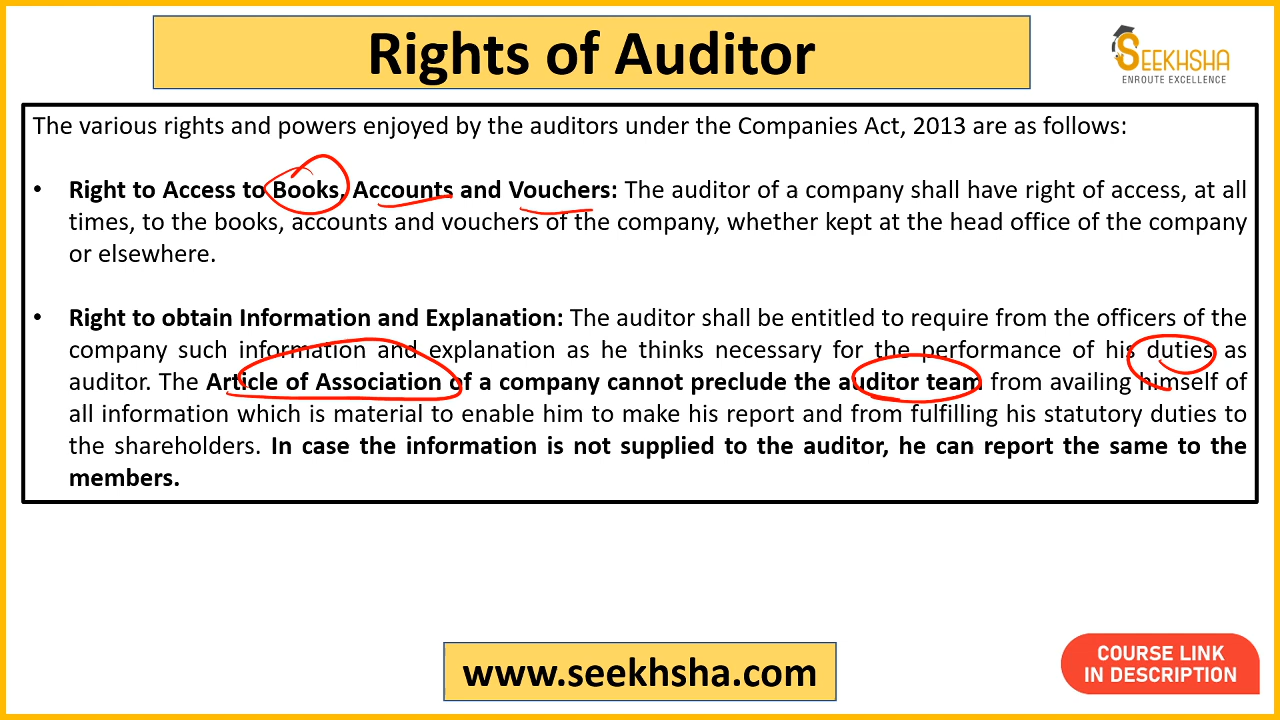 Rights of Auditor
SEEKHSHA
ENROUTE EXCELLENCE
The various rights and powers enjoyed by the auditors under the Companies Act, 2013 are as follows:
• Right to Access to Books, Accounts and Vouchers: The auditor of a company shall have right of access, at all
times, to the books, accounts and vouchers of the company, whether kept at the head office of the company
or elsewhere.
• Right to obtain Information and Explanation: The auditor shall be entitled to require from the officers of the
company such information and explanation as he thinks necessary for the performance of his duties as
auditor. The Article of Association of a company cannot preclude the auditor team from availing himself of
all information which is material to enable him to make his report and from fulfilling his statutory duties to
the shareholders. In case the information is not supplied to the auditor, he can report the same to the
members.
www.seekhsha.com
COURSE LINK
IN DESCRIPTION